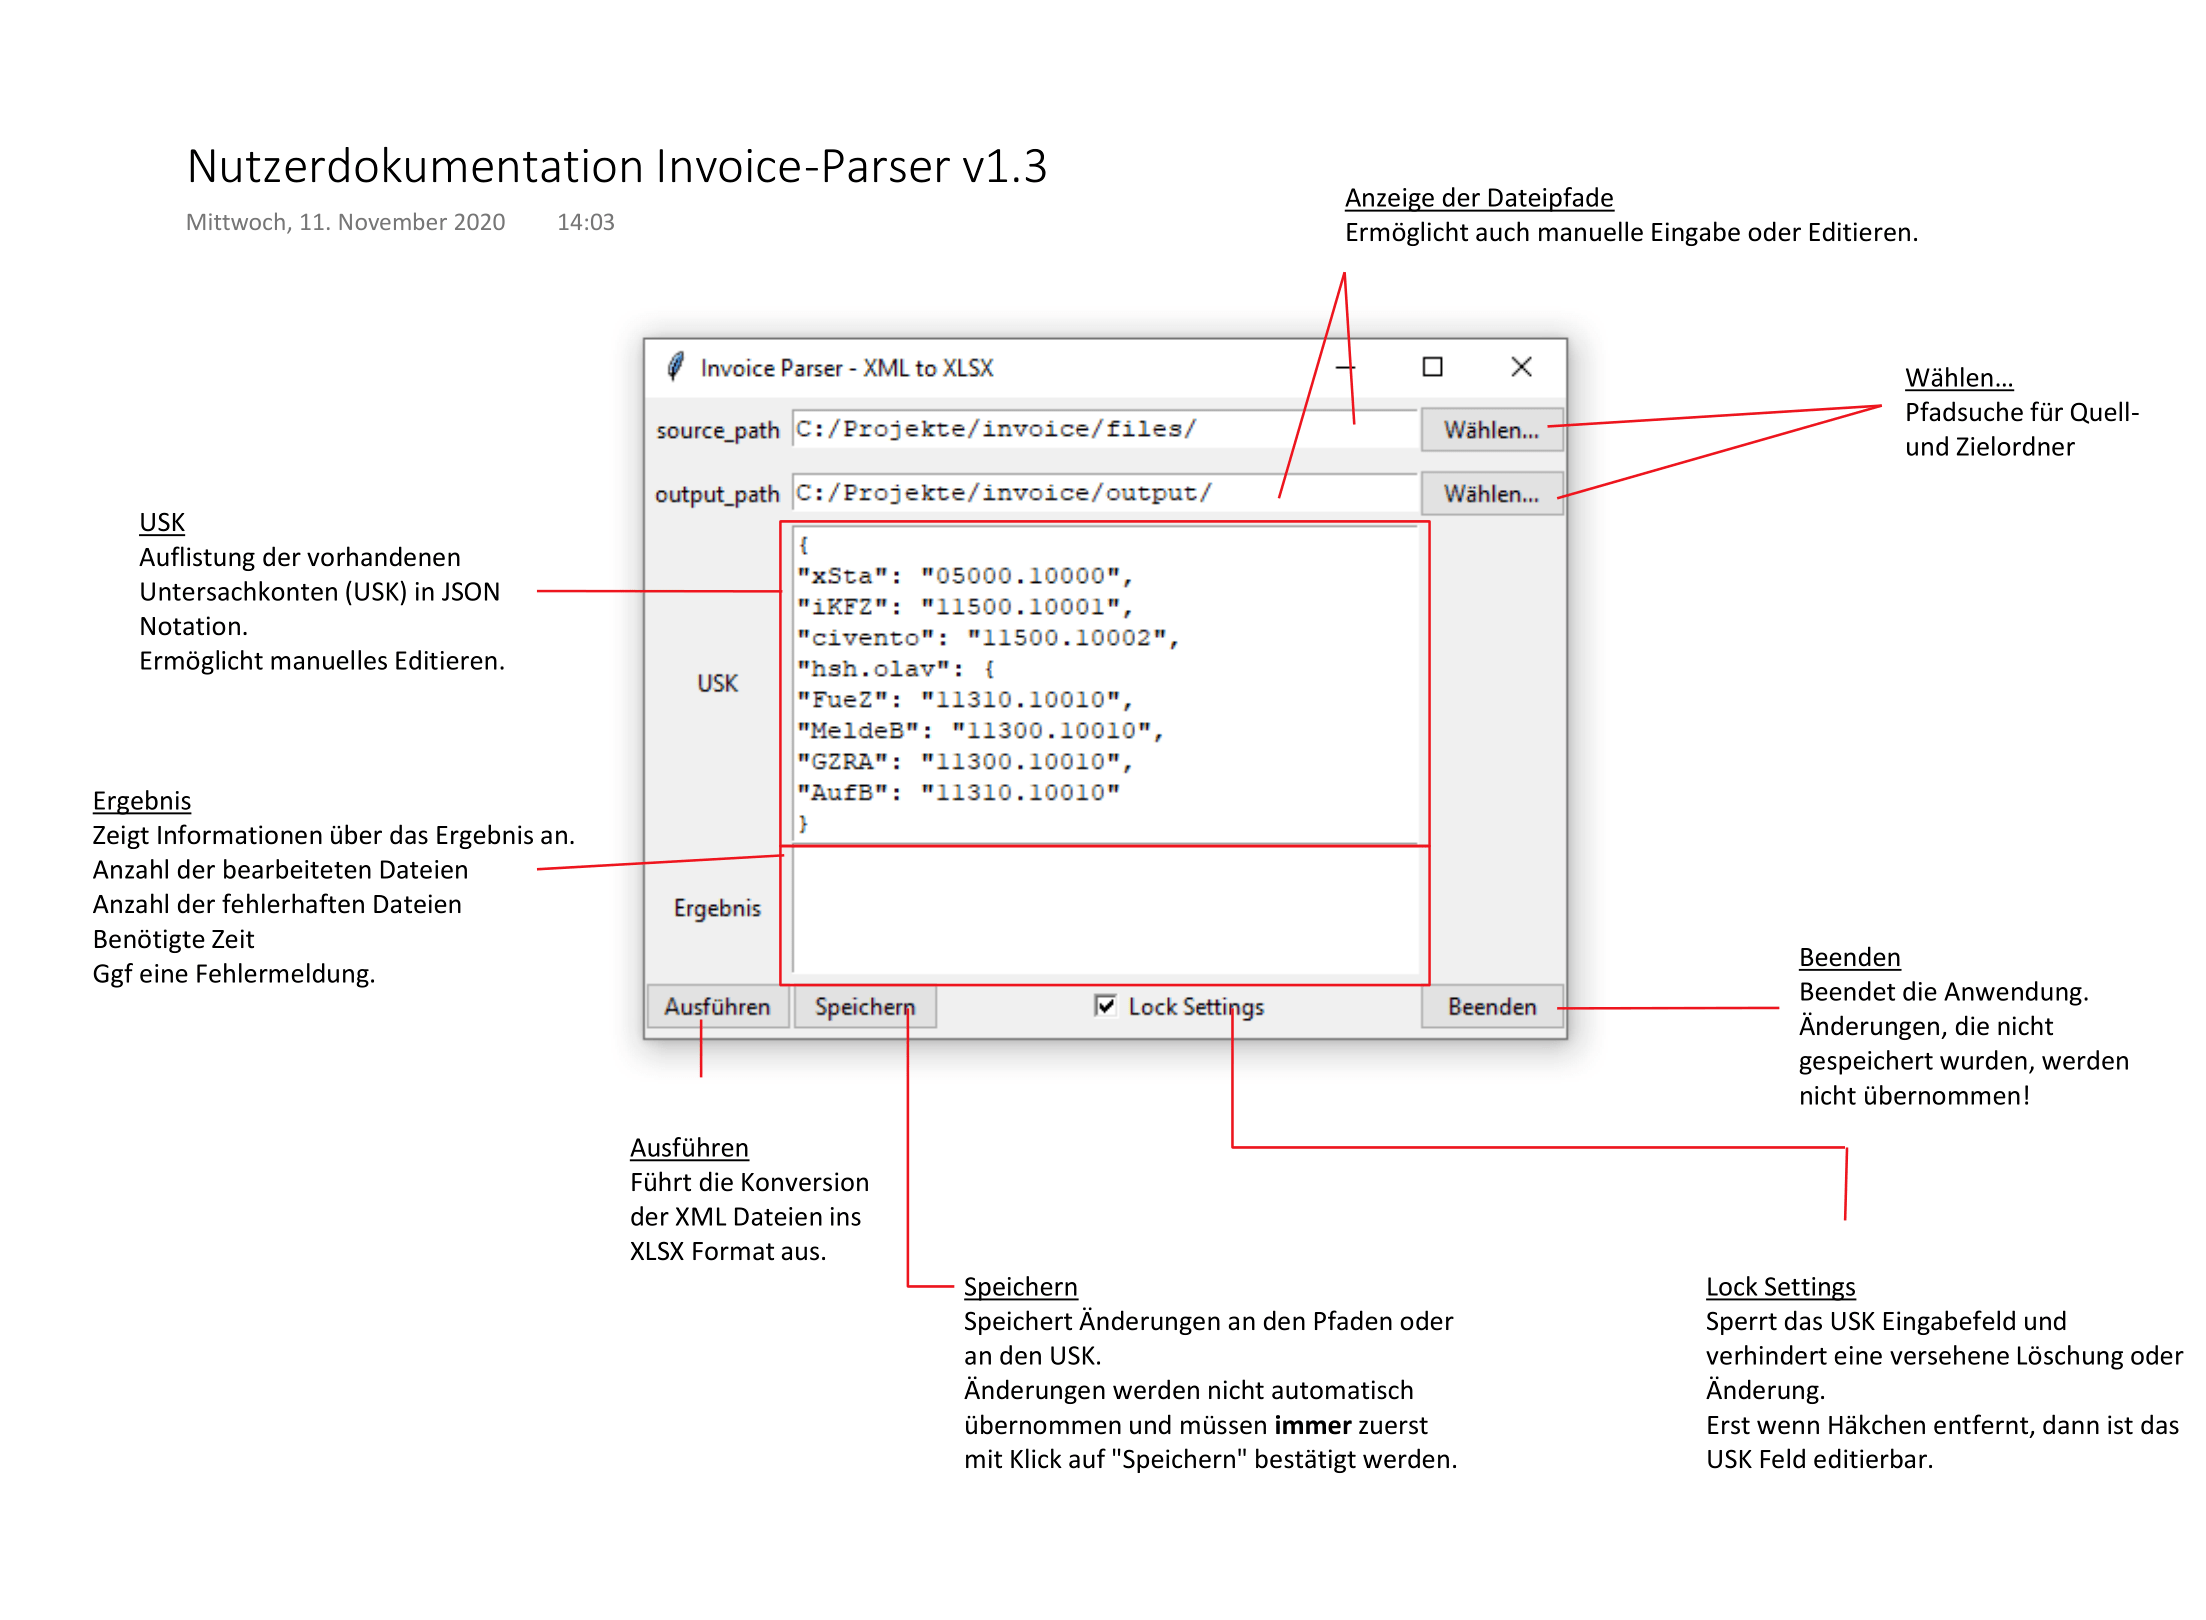 Nutzerdokumentation Invoice-Parser v1.3
Mittwoch, 11. November 2020 14:03
Anzeige der Dateipfade
Ermöglicht auch manuelle Eingabe oder Editieren.
Wählen...
Pfadsuche für Quell-
und Zielordner
Invoice Parser - XML to XLSX
source_path C:/Projekte/invoice/files/ Wählen...
output_path C:/Projekte/invoice/output/ Wählen...
USK
{
"xSta": "05000.10000",
"iKFZ": "11500.10001",
"civento": "11500.10002",
"hsh.olav": {
"FueZ": "11310.10010",
"MeldeB": "11300.10010",
"GZRA": "11300.10010",
"AufB": "11310.10010"
}
Ergebnis
Ausführen Speichern Lock Settings Beenden
USK
Auflistung der vorhandenen
Untersachkonten (USK) in JSON
Notation.
Ermöglicht manuelles Editieren.
Ergebnis
Zeigt Informationen über das Ergebnis an.
Anzahl der bearbeiteten Dateien
Anzahl der fehlerhaften Dateien
Benötigte Zeit
Ggf eine Fehlermeldung.
Beenden
Beendet die Anwendung.
Änderungen, die nicht
gespeichert wurden, werden
nicht übernommen!
Ausführen
Führt die Konversion
der XML Dateien ins
XLSX Format aus.
Speichern
Speichert Änderungen an den Pfaden oder
an den USK.
Änderungen werden nicht automatisch
übernommen und müssen immer zuerst
mit Klick auf "Speichern" bestätigt werden.
Lock Settings
Sperrt das USK Eingabefeld und
verhindert eine versehene Löschung oder
Änderung.
Erst wenn Häkchen entfernt, dann ist das
USK Feld editierbar.